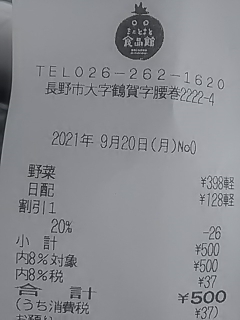 食品館
TEL026-262-1620
長野市大字鶴賀字腰巻2222-4
2021年 9月20日(月)No0
野菜 ¥398軽
日配 ¥128軽
割引1
20% -26
小 計 ¥500
内8%対象 ¥500
内8%税 ¥37
合 計 ¥500
(うち消費税 ¥37)
お預り